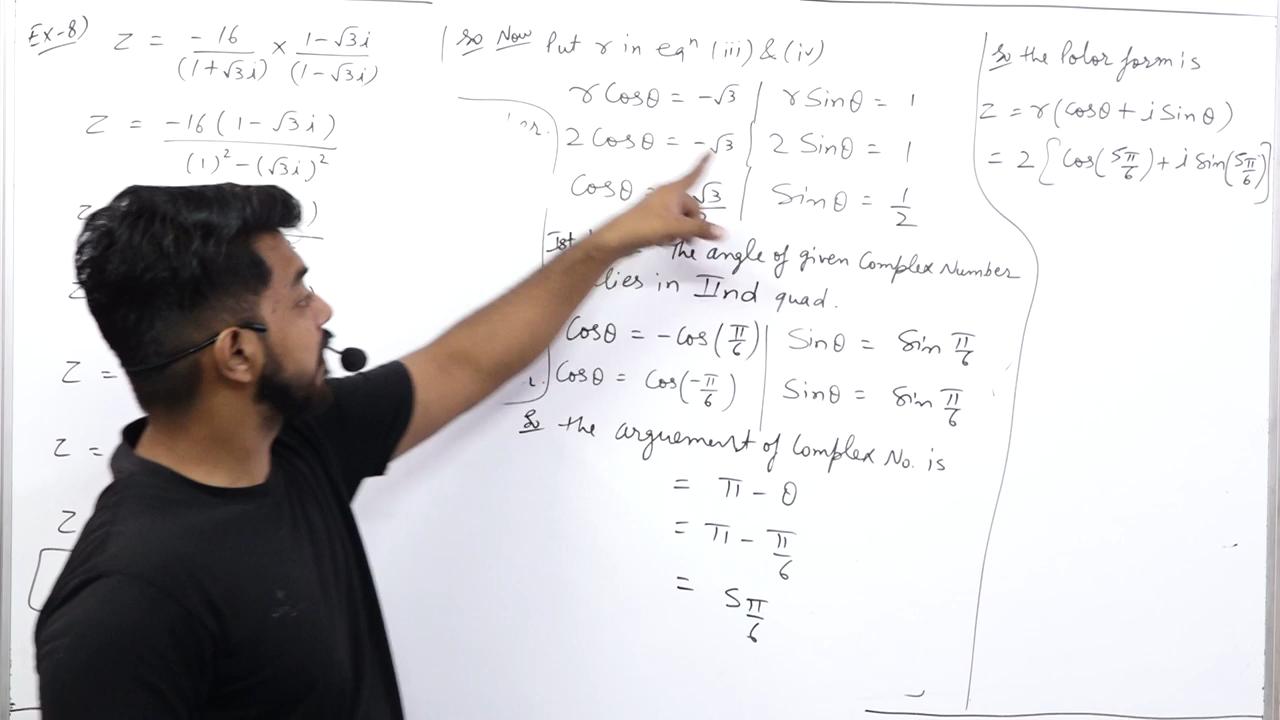 Ex-8) Z = -16/(1+√3i) × 1-√3i/(1-√3i)
Z = -16(1-√3i)/(1)²-(√3i)²
Z =
Z =
Z
So Now Put r in eqⁿ (iii) & (iv)
r Cosθ = -√3 | r Sinθ = 1
2 Cosθ = -√3 | 2 Sinθ = 1
Cosθ = √3 | Sinθ = 1/2
The angle of given Complex Number
lies in IInd quad.
Cosθ = -Cos(π/6) | Sinθ = Sin π/6
Cosθ = Cos(-π/6) | Sinθ = Sin π/6
So the arguement of Complex No. is
= π - θ
= π - π/6
= 5π/6
So the Polor form is
Z = r(Cosθ + i Sinθ)
= 2[Cos(5π/6) + i Sin(5π/6)]